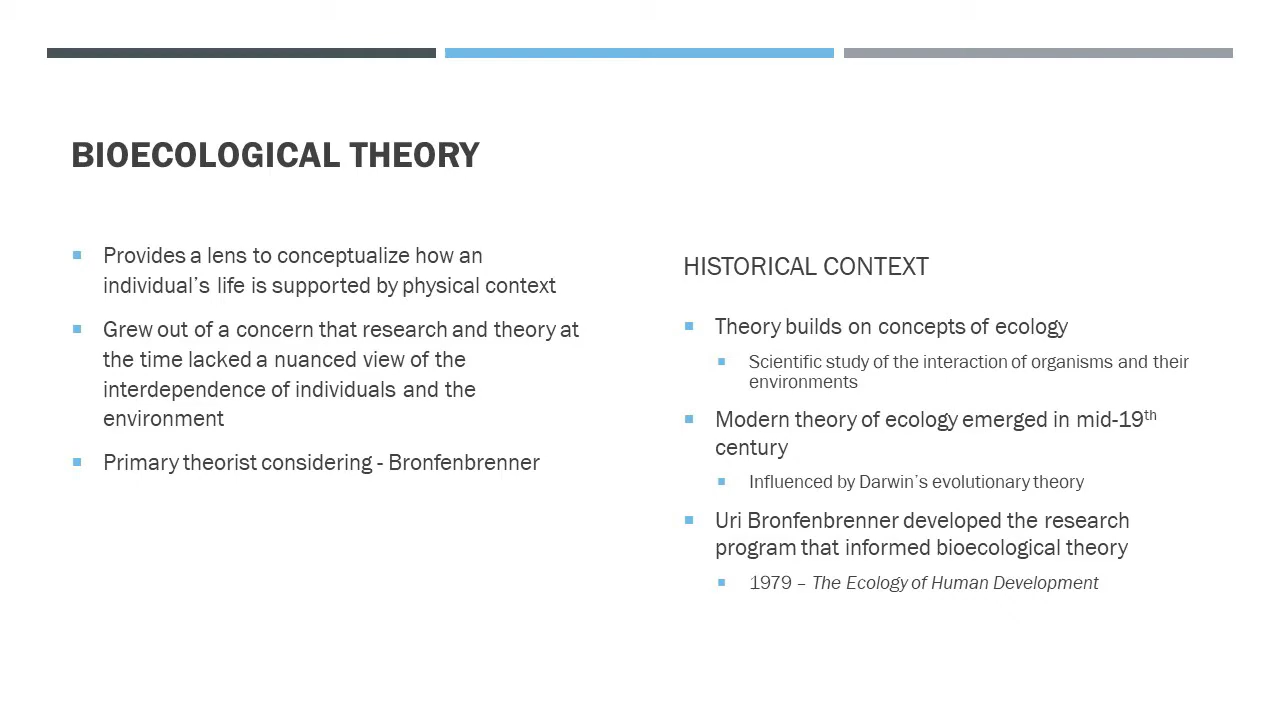 BIOECOLOGICAL THEORY
Provides a lens to conceptualize how an
individual’s life is supported by physical context
Grew out of a concern that research and theory at
the time lacked a nuanced view of the
interdependence of individuals and the
environment
Primary theorist considering - Bronfenbrenner
HISTORICAL CONTEXT
Theory builds on concepts of ecology
Scientific study of the interaction of organisms and their
environments
Modern theory of ecology emerged in mid-19th
century
Influenced by Darwin’s evolutionary theory
Uri Bronfenbrenner developed the research
program that informed bioecological theory
1979 – The Ecology of Human Development